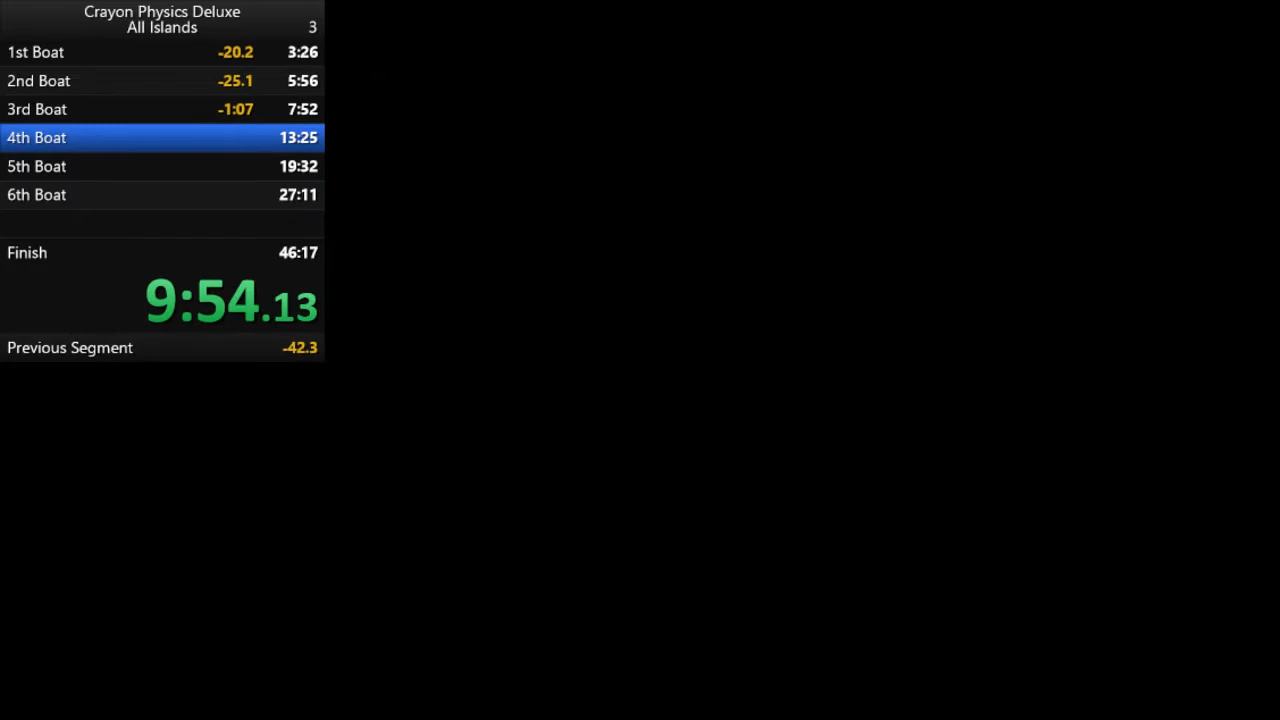 Crayon Physics Deluxe
All Islands 3
1st Boat -20.2 3:26
2nd Boat -25.1 5:56
3rd Boat -1:07 7:52
4th Boat 13:25
5th Boat 19:32
6th Boat 27:11
Finish 46:17
9:54.13
Previous Segment -42.3